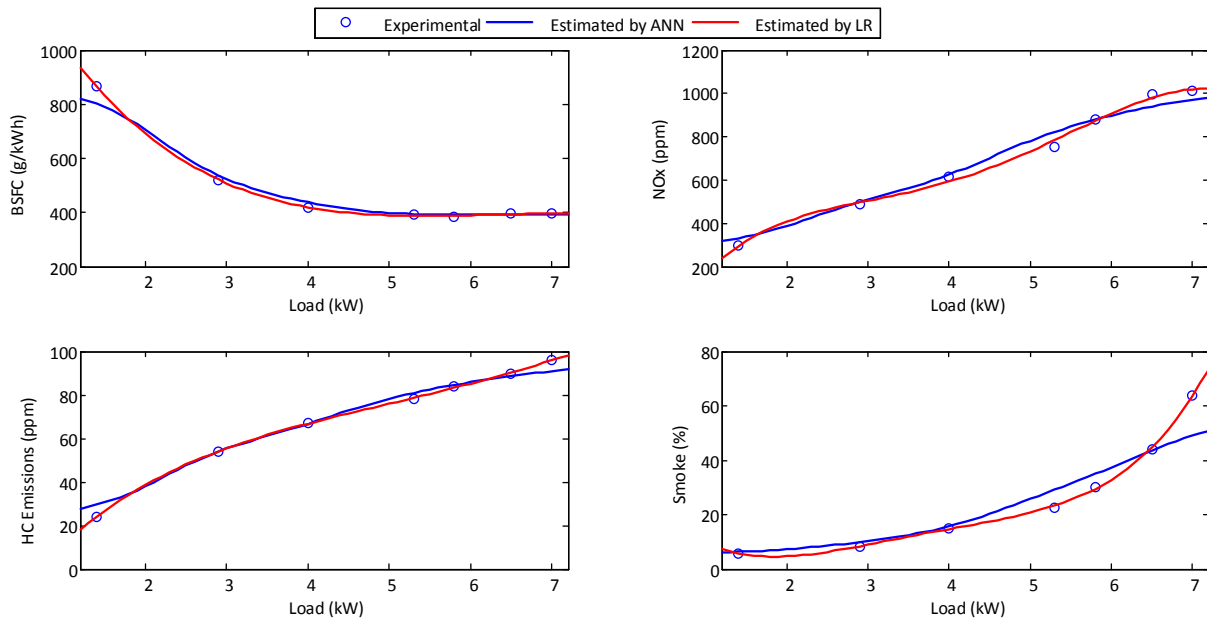 Experimental Estimated by ANN Estimated by LR
1000
800
600
400
200
BSFC (g/kWh)
2 3 4 5 6 7
Load (kW)
1200
1000
800
600
400
200
NOx (ppm)
2 3 4 5 6 7
Load (kW)
100
80
60
40
20
0
HC Emissions (ppm)
2 3 4 5 6 7
Load (kW)
80
60
40
20
0
Smoke (%)
2 3 4 5 6 7
Load (kW)